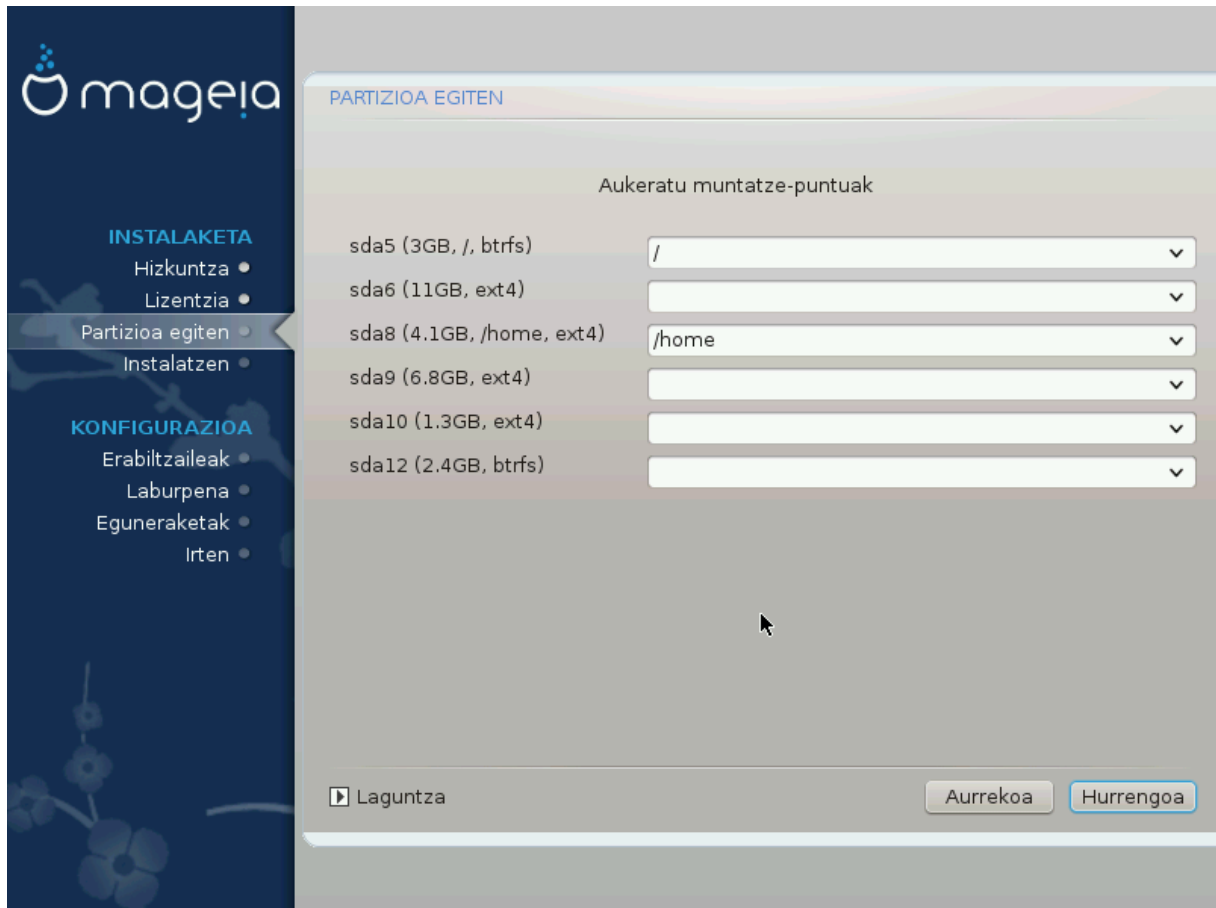 mageia
INSTALAKETA
Hizkuntza
Lizentzia
Partizioa egiten
Instalatzen
KONFIGURAZIOA
Erabiltzaileak
Laburpena
Eguneraketak
Irten
PARTIZIOA EGITEN
Aukeratu muntatze-puntuak
sda5 (3GB, /, btrfs) /
sda6 (11GB, ext4)
sda8 (4.1GB, /home, ext4) /home
sda9 (6.8GB, ext4)
sda10 (1.3GB, ext4)
sda12 (2.4GB, btrfs)
Laguntza Aurrekoa Hurrengoa